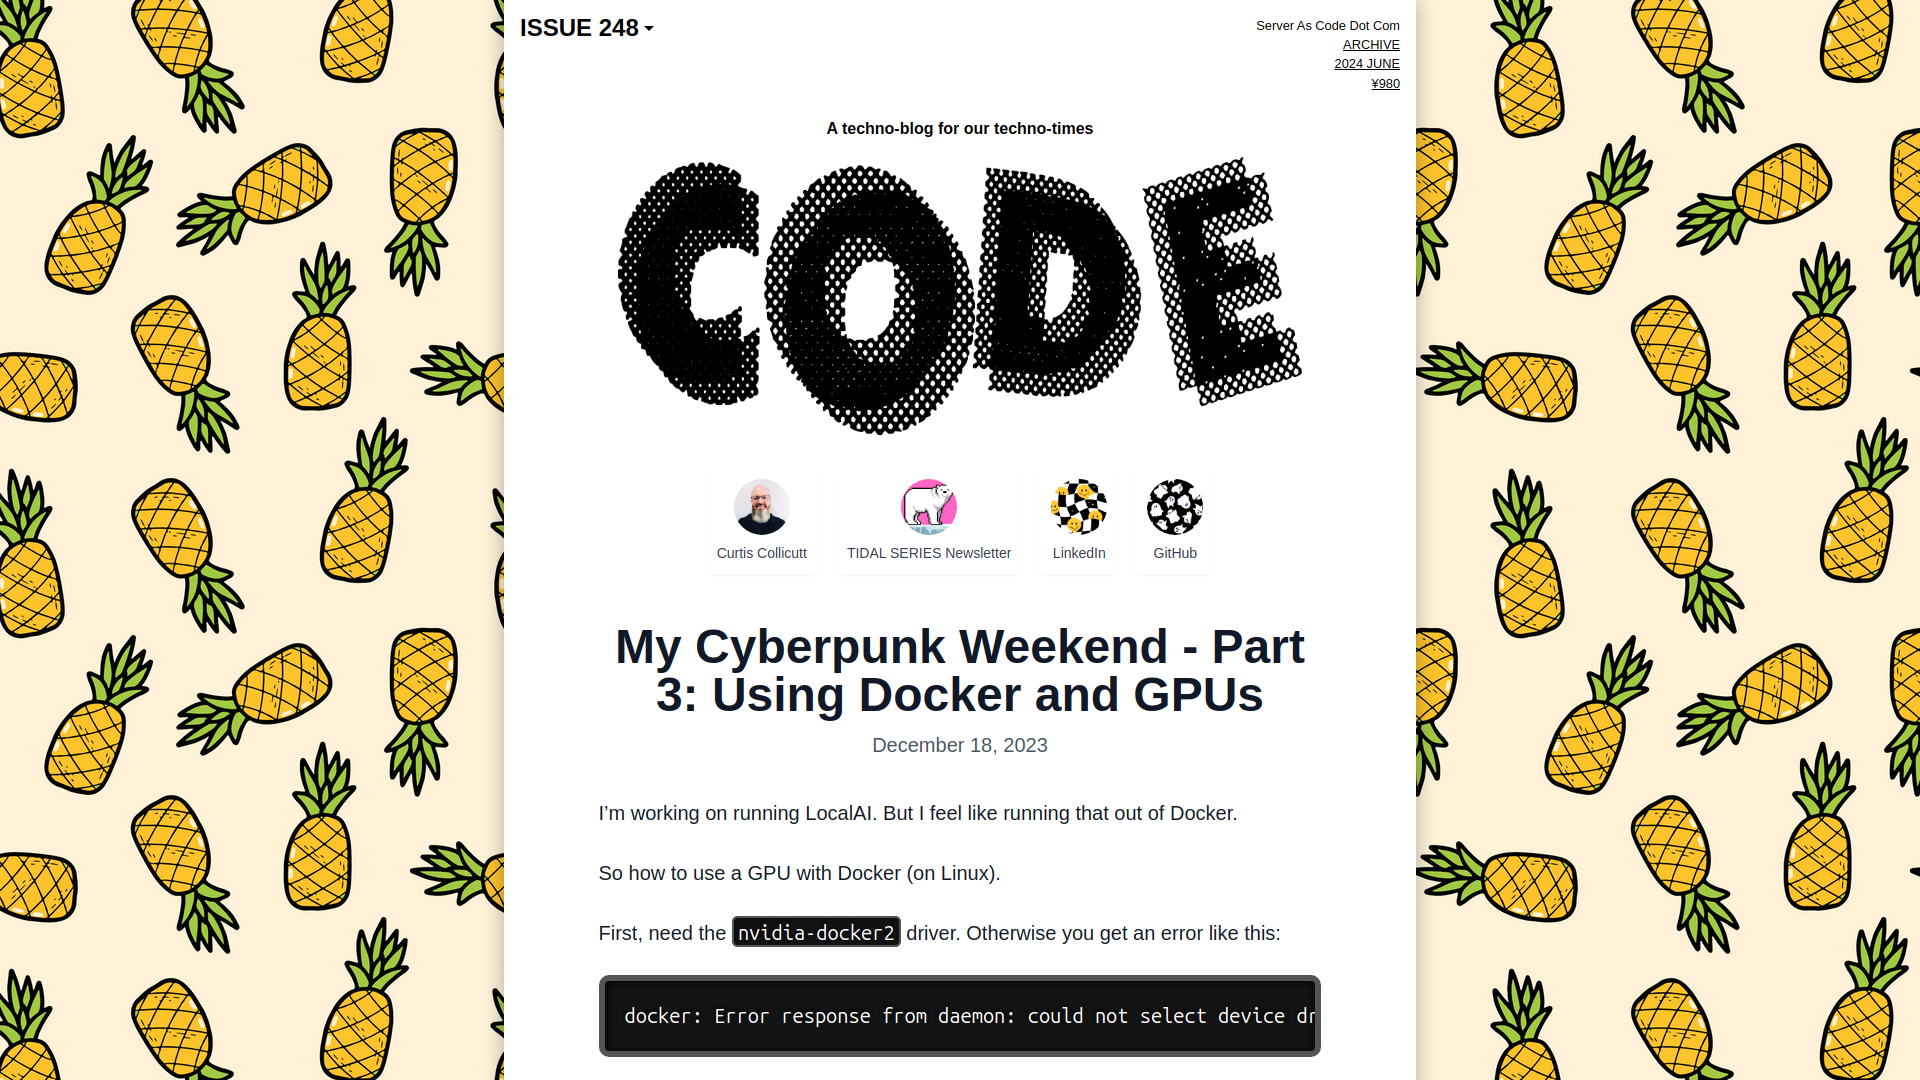 ISSUE 248
Server As Code Dot Com
ARCHIVE
2024 JUNE
¥980
A techno-blog for our techno-times
CODE
Curtis Collicutt
TIDAL SERIES Newsletter
LinkedIn
GitHub
My Cyberpunk Weekend - Part
3: Using Docker and GPUs
December 18, 2023
I’m working on running LocalAI. But I feel like running that out of Docker.
So how to use a GPU with Docker (on Linux).
First, need the nvidia-docker2 driver. Otherwise you get an error like this:
docker: Error response from daemon: could not select device dr